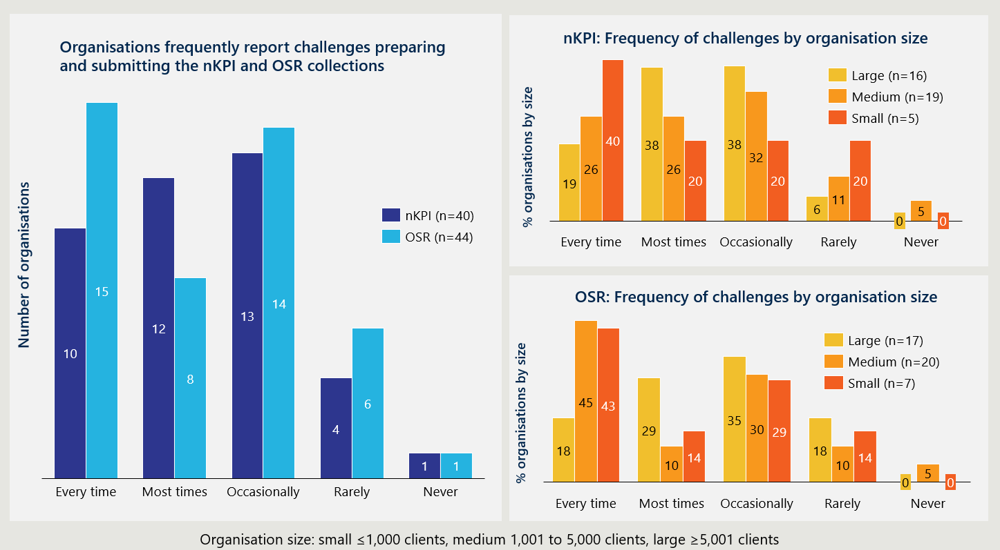 Organisations frequently report challenges preparing
and submitting the nKPI and OSR collections
Number of organisations
nKPI (n=40)
OSR (n=44)
10
15
12
8
13
14
4
6
1
1
Every time
Most times
Occasionally
Rarely
Never
nKPI: Frequency of challenges by organisation size
% organisations by size
Large (n=16)
Medium (n=19)
Small (n=5)
19
26
40
38
26
20
38
32
20
6
11
20
0
5
0
Every time
Most times
Occasionally
Rarely
Never
OSR: Frequency of challenges by organisation size
% organisations by size
Large (n=17)
Medium (n=20)
Small (n=7)
18
45
43
29
10
14
35
30
29
18
10
14
0
5
0
Every time
Most times
Occasionally
Rarely
Never
Organisation size: small ≤1,000 clients, medium 1,001 to 5,000 clients, large ≥5,001 clients